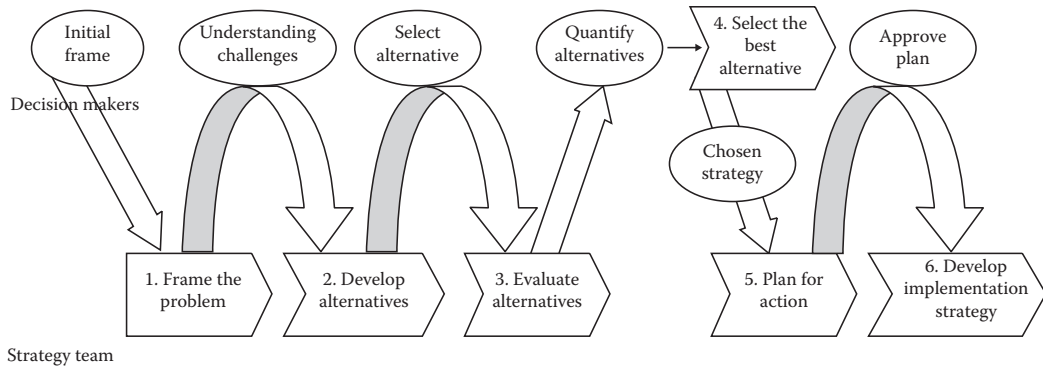 Initial
frame
Understanding
challenges
Select
alternative
Quantify
alternatives
4. Select the
best
alternative
Approve
plan
Decision makers
Chosen
strategy
1. Frame the
problem
2. Develop
alternatives
3. Evaluate
alternatives
5. Plan for
action
6. Develop
implementation
strategy
Strategy team